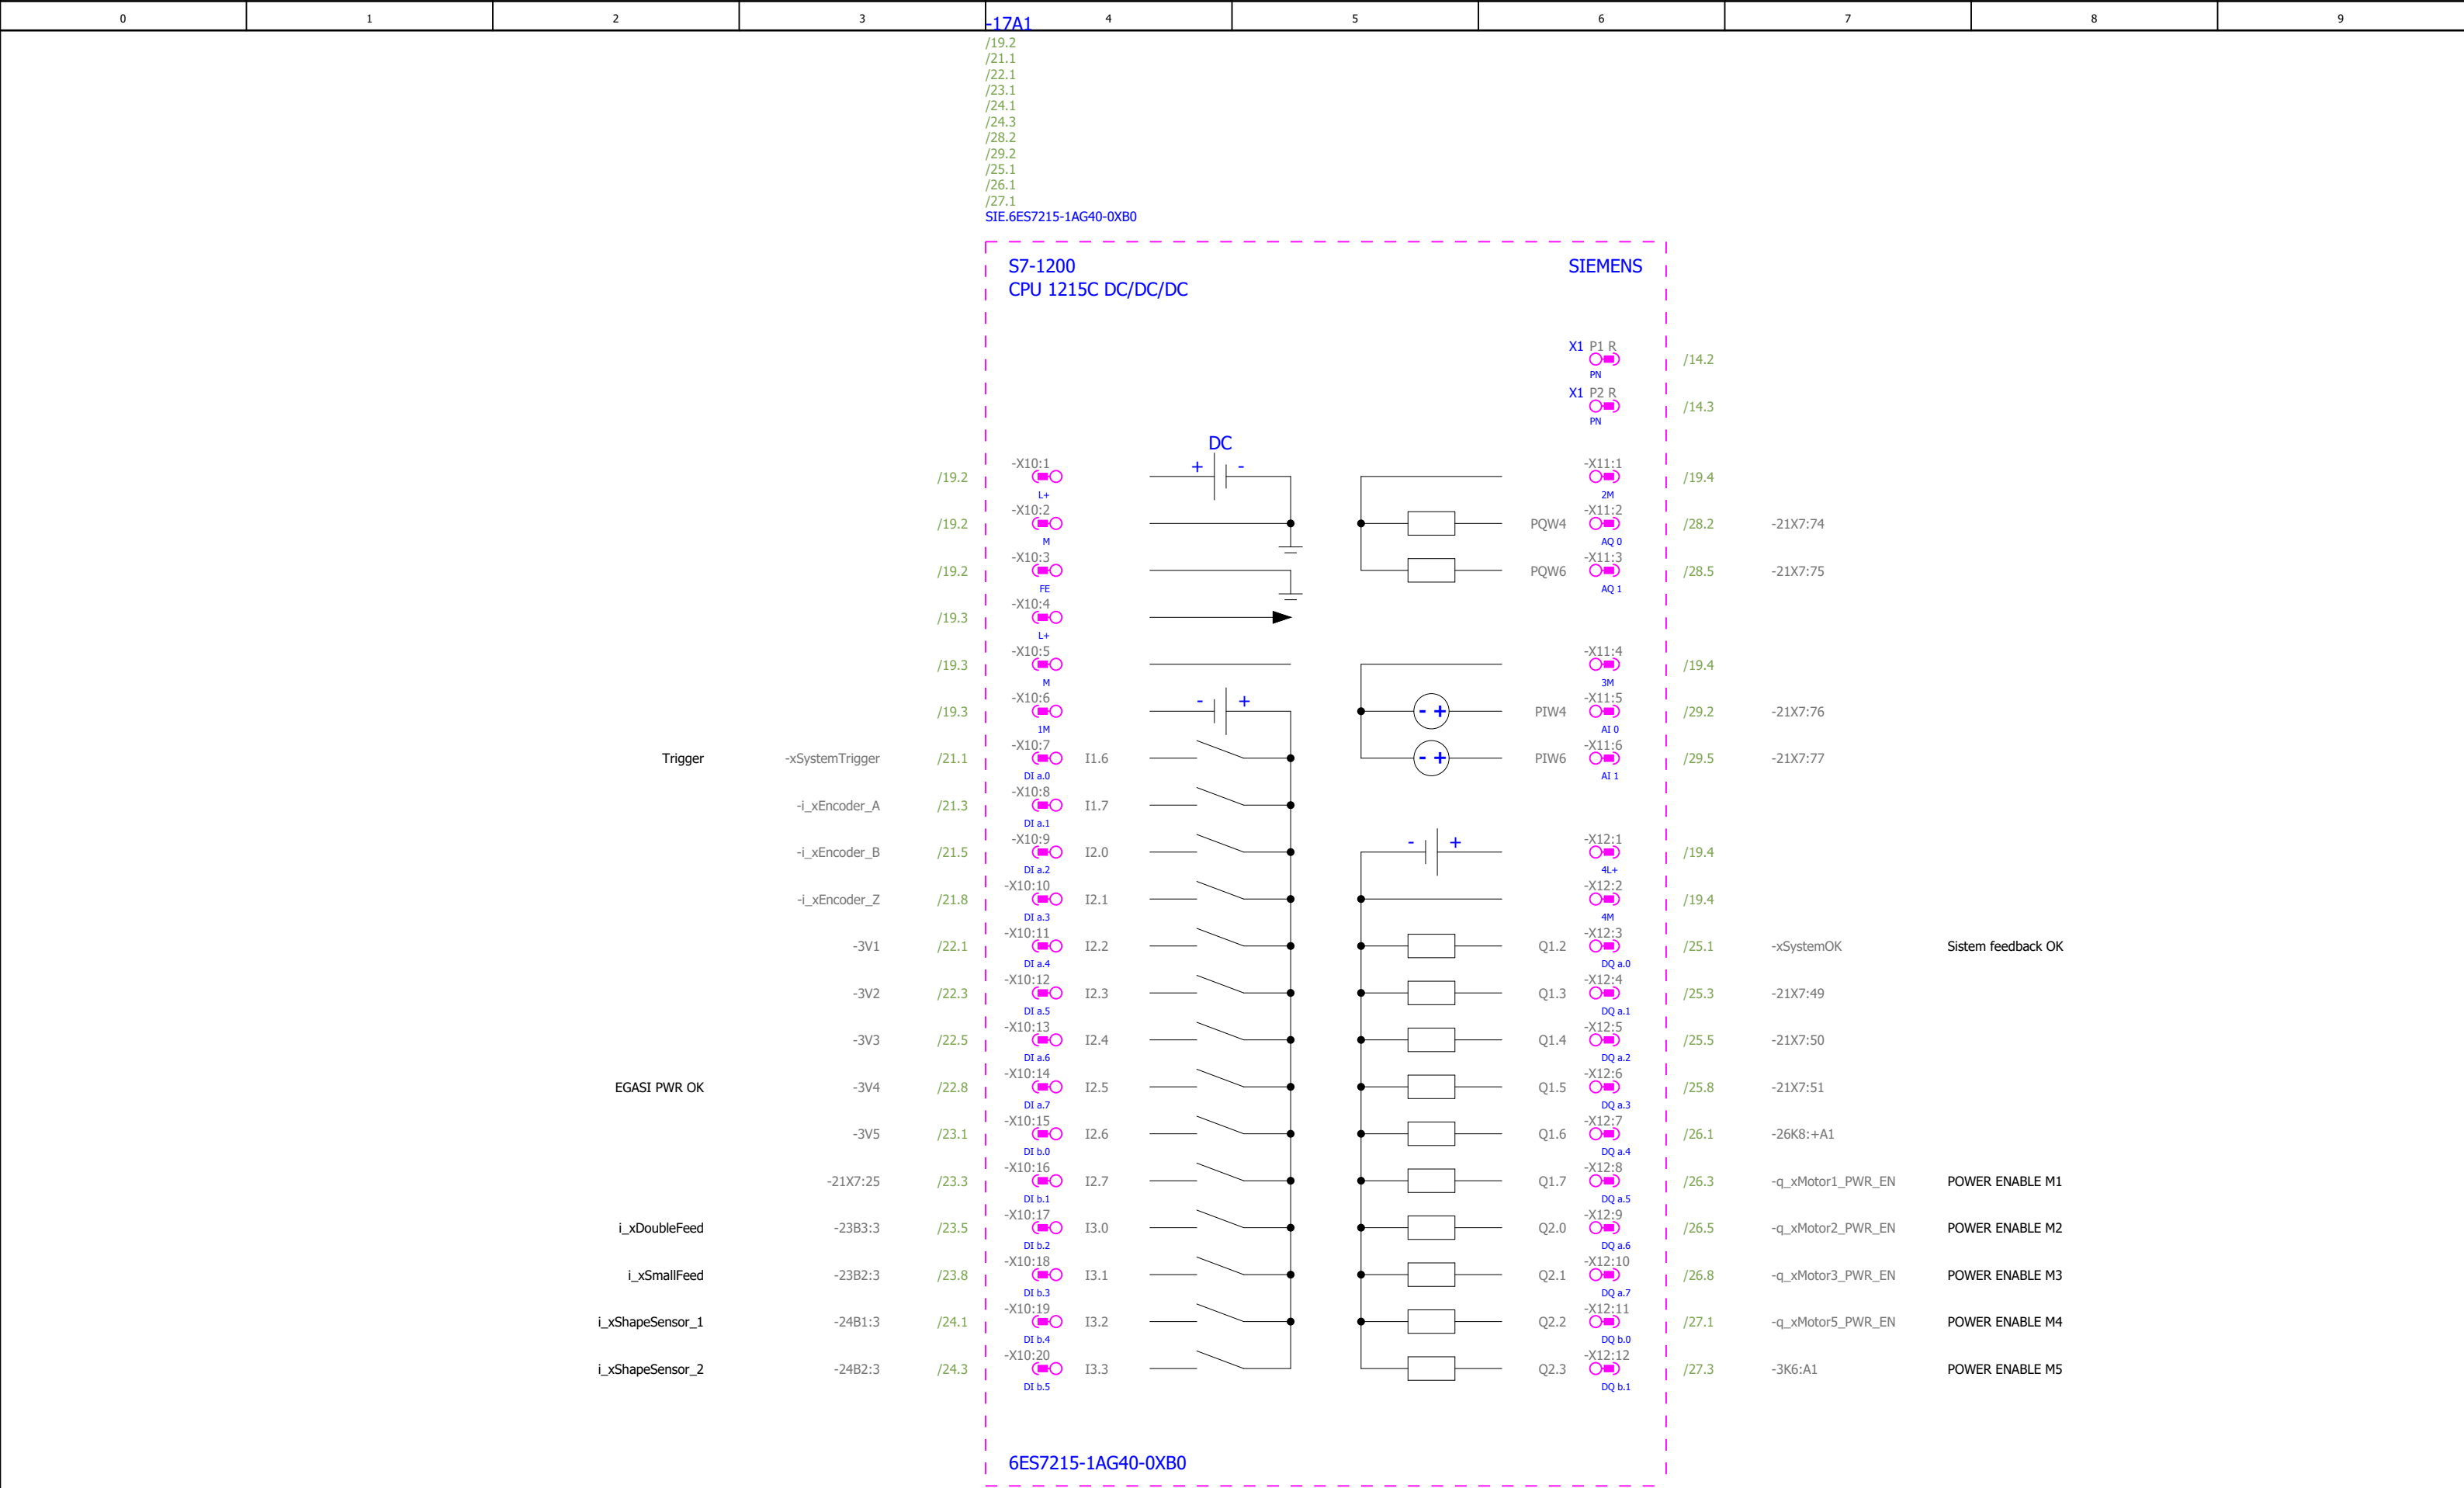 0 1 2 3 4 5 6 7 8 9
-17A1
/19.2
/21.1
/22.1
/23.1
/24.1
/24.3
/28.2
/29.2
/25.1
/26.1
/27.1
SIE.6ES7215-1AG40-0XB0
S7-1200 SIEMENS
CPU 1215C DC/DC/DC
X1 P1 R
/14.2
PN
X1 P2 R
/14.3
PN
DC
-X10:1 + - -X11:1
/19.2 /19.4
L+ 2M
-X10:2 -X11:2
/19.2 PQW4 /28.2 -21X7:74
M AQ 0
-X10:3 -X11:3
/19.2 PQW6 /28.5 -21X7:75
FE AQ 1
-X10:4
/19.3
L+
-X10:5 -X11:4
/19.3 /19.4
M 3M
-X10:6 - + -X11:5
/19.3 - + PIW4 /29.2 -21X7:76
1M AI 0
-X10:7 -X11:6
Trigger -xSystemTrigger /21.1 I1.6 - + PIW6 /29.5 -21X7:77
DI a.0 AI 1
-X10:8
-i_xEncoder_A /21.3 I1.7
DI a.1
-X10:9 - + -X12:1
-i_xEncoder_B /21.5 I2.0 /19.4
DI a.2 4L+
-X10:10 -X12:2
-i_xEncoder_Z /21.8 I2.1 /19.4
DI a.3 4M
-X10:11 -X12:3
-3V1 /22.1 I2.2 Q1.2 /25.1 -xSystemOK Sistem feedback OK
DI a.4 DQ a.0
-X10:12 -X12:4
-3V2 /22.3 I2.3 Q1.3 /25.3 -21X7:49
DI a.5 DQ a.1
-X10:13 -X12:5
-3V3 /22.5 I2.4 Q1.4 /25.5 -21X7:50
DI a.6 DQ a.2
-X10:14 -X12:6
EGASI PWR OK -3V4 /22.8 I2.5 Q1.5 /25.8 -21X7:51
DI a.7 DQ a.3
-X10:15 -X12:7
-3V5 /23.1 I2.6 Q1.6 /26.1 -26K8:+A1
DI b.0 DQ a.4
-X10:16 -X12:8
-21X7:25 /23.3 I2.7 Q1.7 /26.3 -q_xMotor1_PWR_EN POWER ENABLE M1
DI b.1 DQ a.5
-X10:17 -X12:9
i_xDoubleFeed -23B3:3 /23.5 I3.0 Q2.0 /26.5 -q_xMotor2_PWR_EN POWER ENABLE M2
DI b.2 DQ a.6
-X10:18 -X12:10
i_xSmallFeed -23B2:3 /23.8 I3.1 Q2.1 /26.8 -q_xMotor3_PWR_EN POWER ENABLE M3
DI b.3 DQ a.7
-X10:19 -X12:11
i_xShapeSensor_1 -24B1:3 /24.1 I3.2 Q2.2 /27.1 -q_xMotor5_PWR_EN POWER ENABLE M4
DI b.4 DQ b.0
-X10:20 -X12:12
i_xShapeSensor_2 -24B2:3 /24.3 I3.3 Q2.3 /27.3 -3K6:A1 POWER ENABLE M5
DI b.5 DQ b.1
6ES7215-1AG40-0XB0